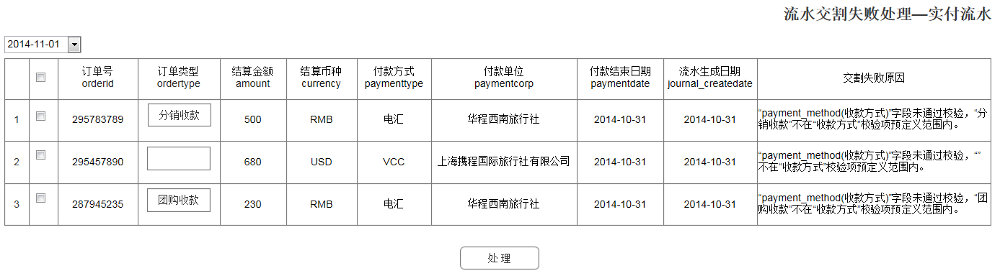 流水交割失败处理—实付流水
2014-11-01
订单号 订单类型 结算金额 结算币种 付款方式 付款单位 付款结束日期 流水生成日期 交割失败原因
orderid ordertype amount currency paymenttype paymentcorp paymentdate journal_createdate
1 295783789 分销收款 500 RMB 电汇 华程西南旅行社 2014-10-31 2014-10-31 “payment_method(收款方式)”字段未通过校验，“分
销收款”不在“收款方式”校验项预定义范围内。
2 295457890 680 USD VCC 上海携程国际旅行社有限公司 2014-10-31 2014-10-31 “payment_method(收款方式)”字段未通过校验，“”
不在“收款方式”校验项预定义范围内。
3 287945235 团购收款 230 RMB 电汇 华程西南旅行社 2014-10-31 2014-10-31 “payment_method(收款方式)”字段未通过校验，“团
购收款”不在“收款方式”校验项预定义范围内。
处 理